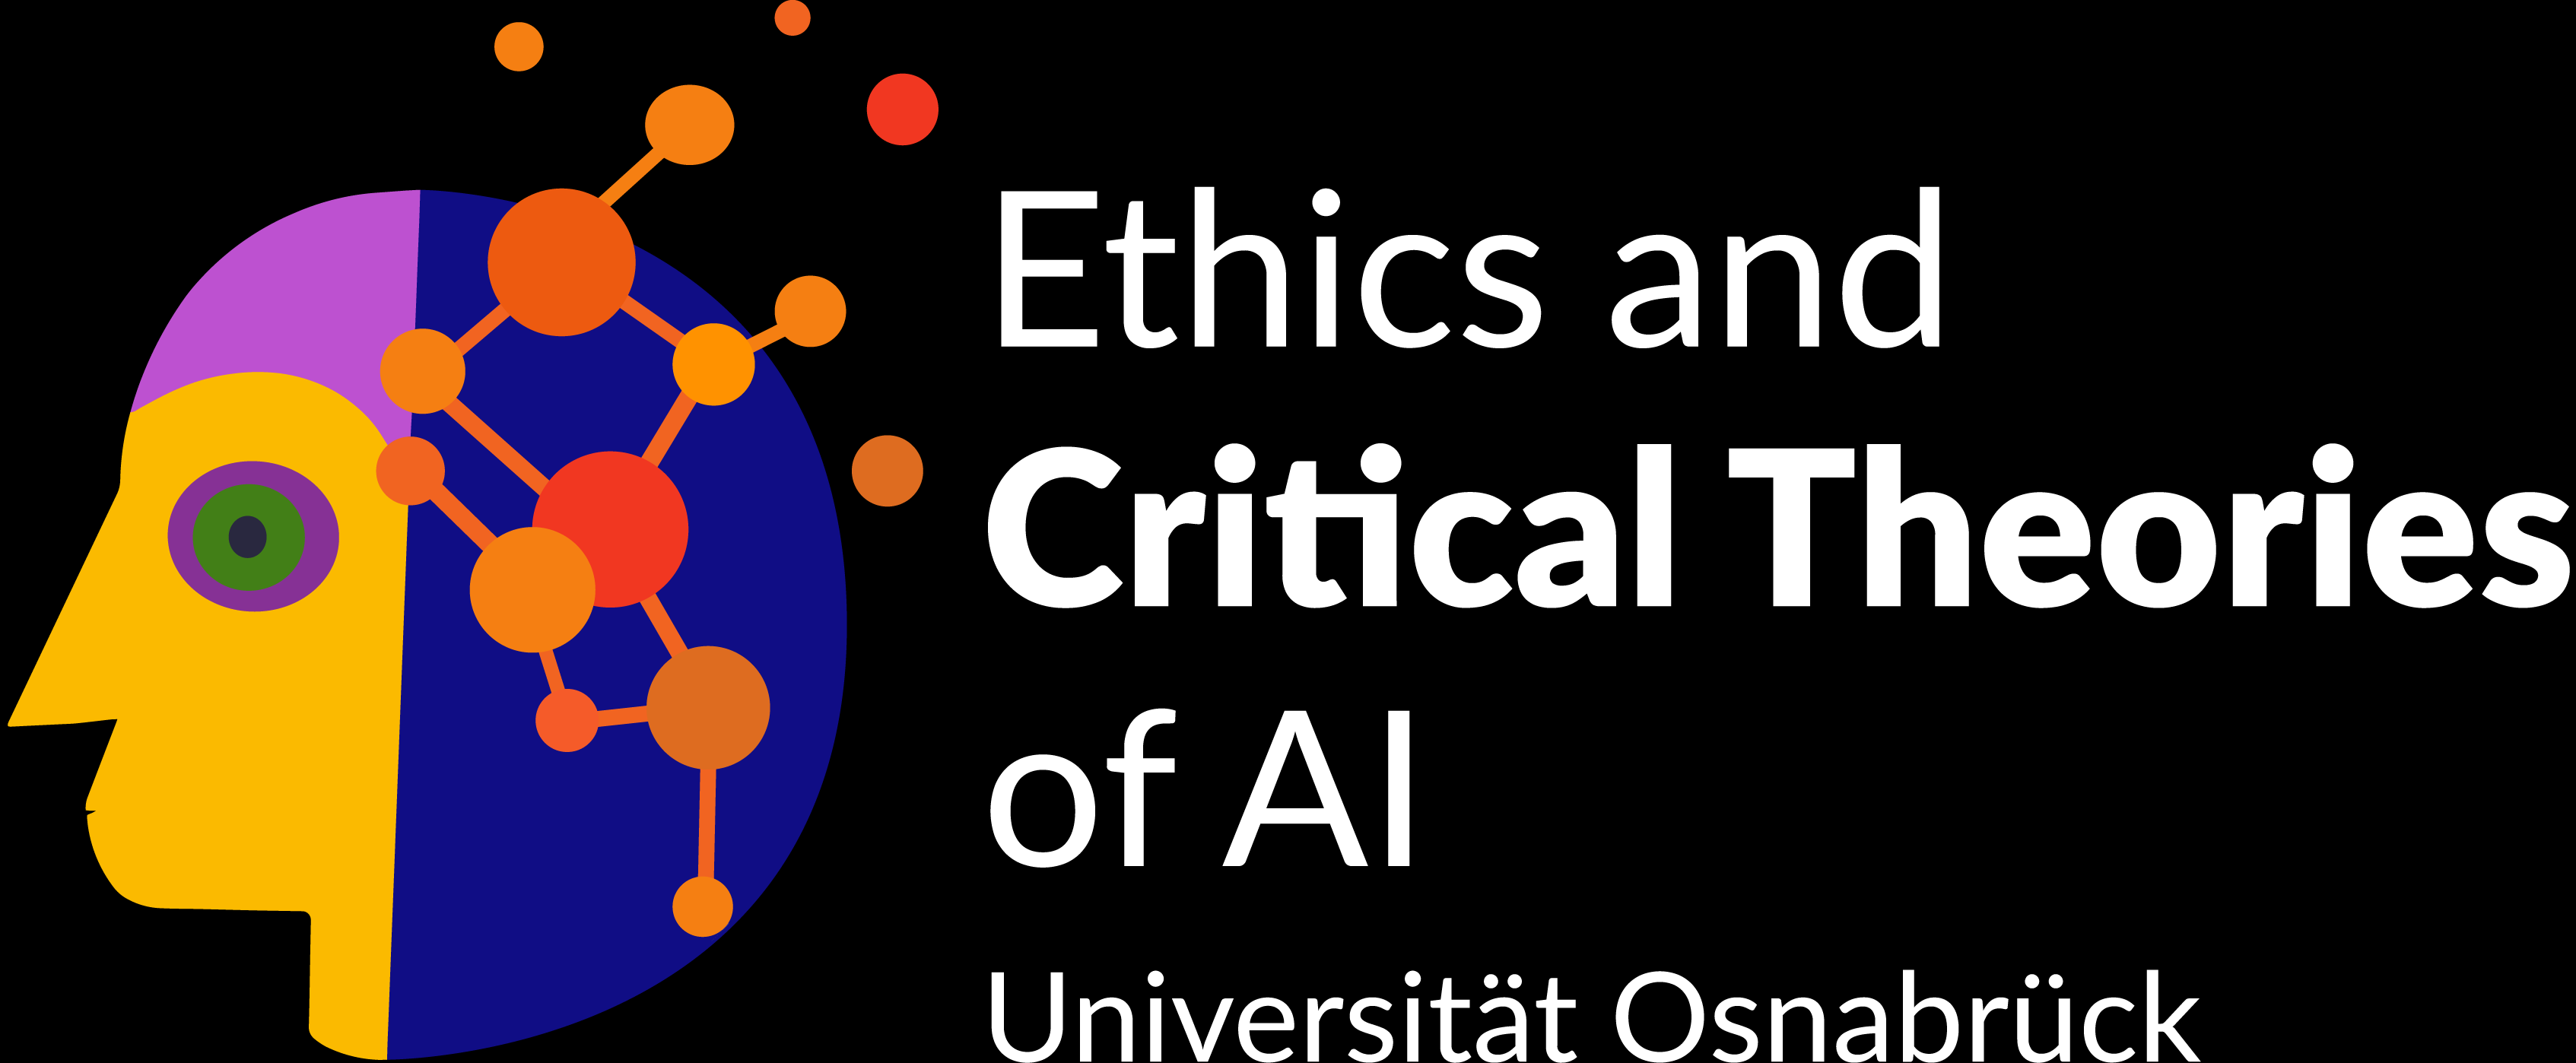 Ethics and
Critical Theories
of AI
Universität Osnabrück